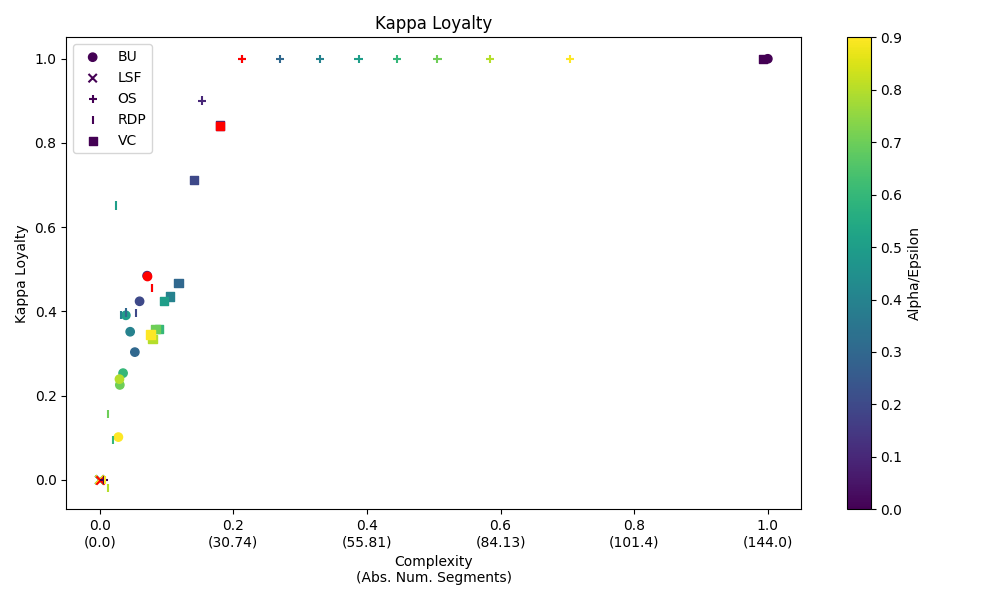 Kappa Loyalty
BU
LSF
OS
RDP
VC
Kappa Loyalty
1.0
0.8
0.6
0.4
0.2
0.0
0.0 0.2 0.4 0.6 0.8 1.0
(0.0) (30.74) (55.81) (84.13) (101.4) (144.0)
Complexity
(Abs. Num. Segments)
0.9
0.8
0.7
0.6
0.5
0.4
0.3
0.2
0.1
0.0
Alpha/Epsilon